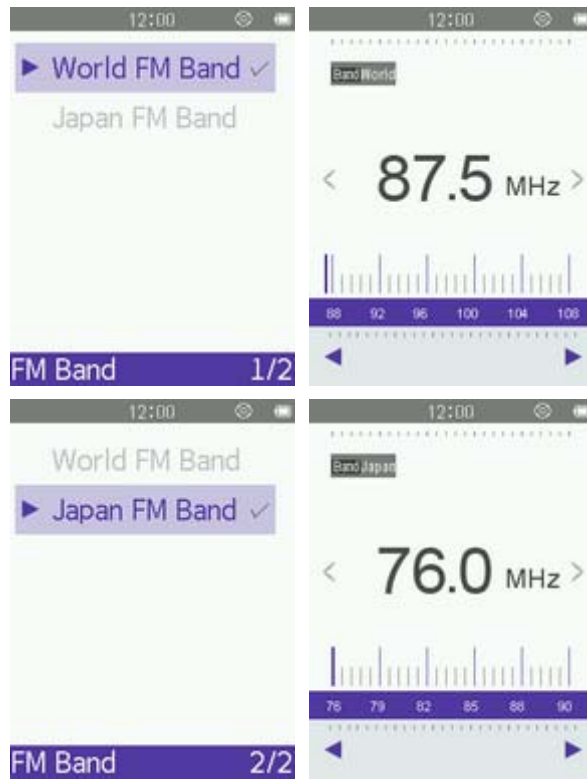 12:00
World FM Band
Japan FM Band
FM Band 1/2
12:00
Band World
87.5 MHz
88 92 96 100 104 108
12:00
World FM Band
Japan FM Band
FM Band 2/2
12:00
Band Japan
76.0 MHz
76 79 82 85 88 90